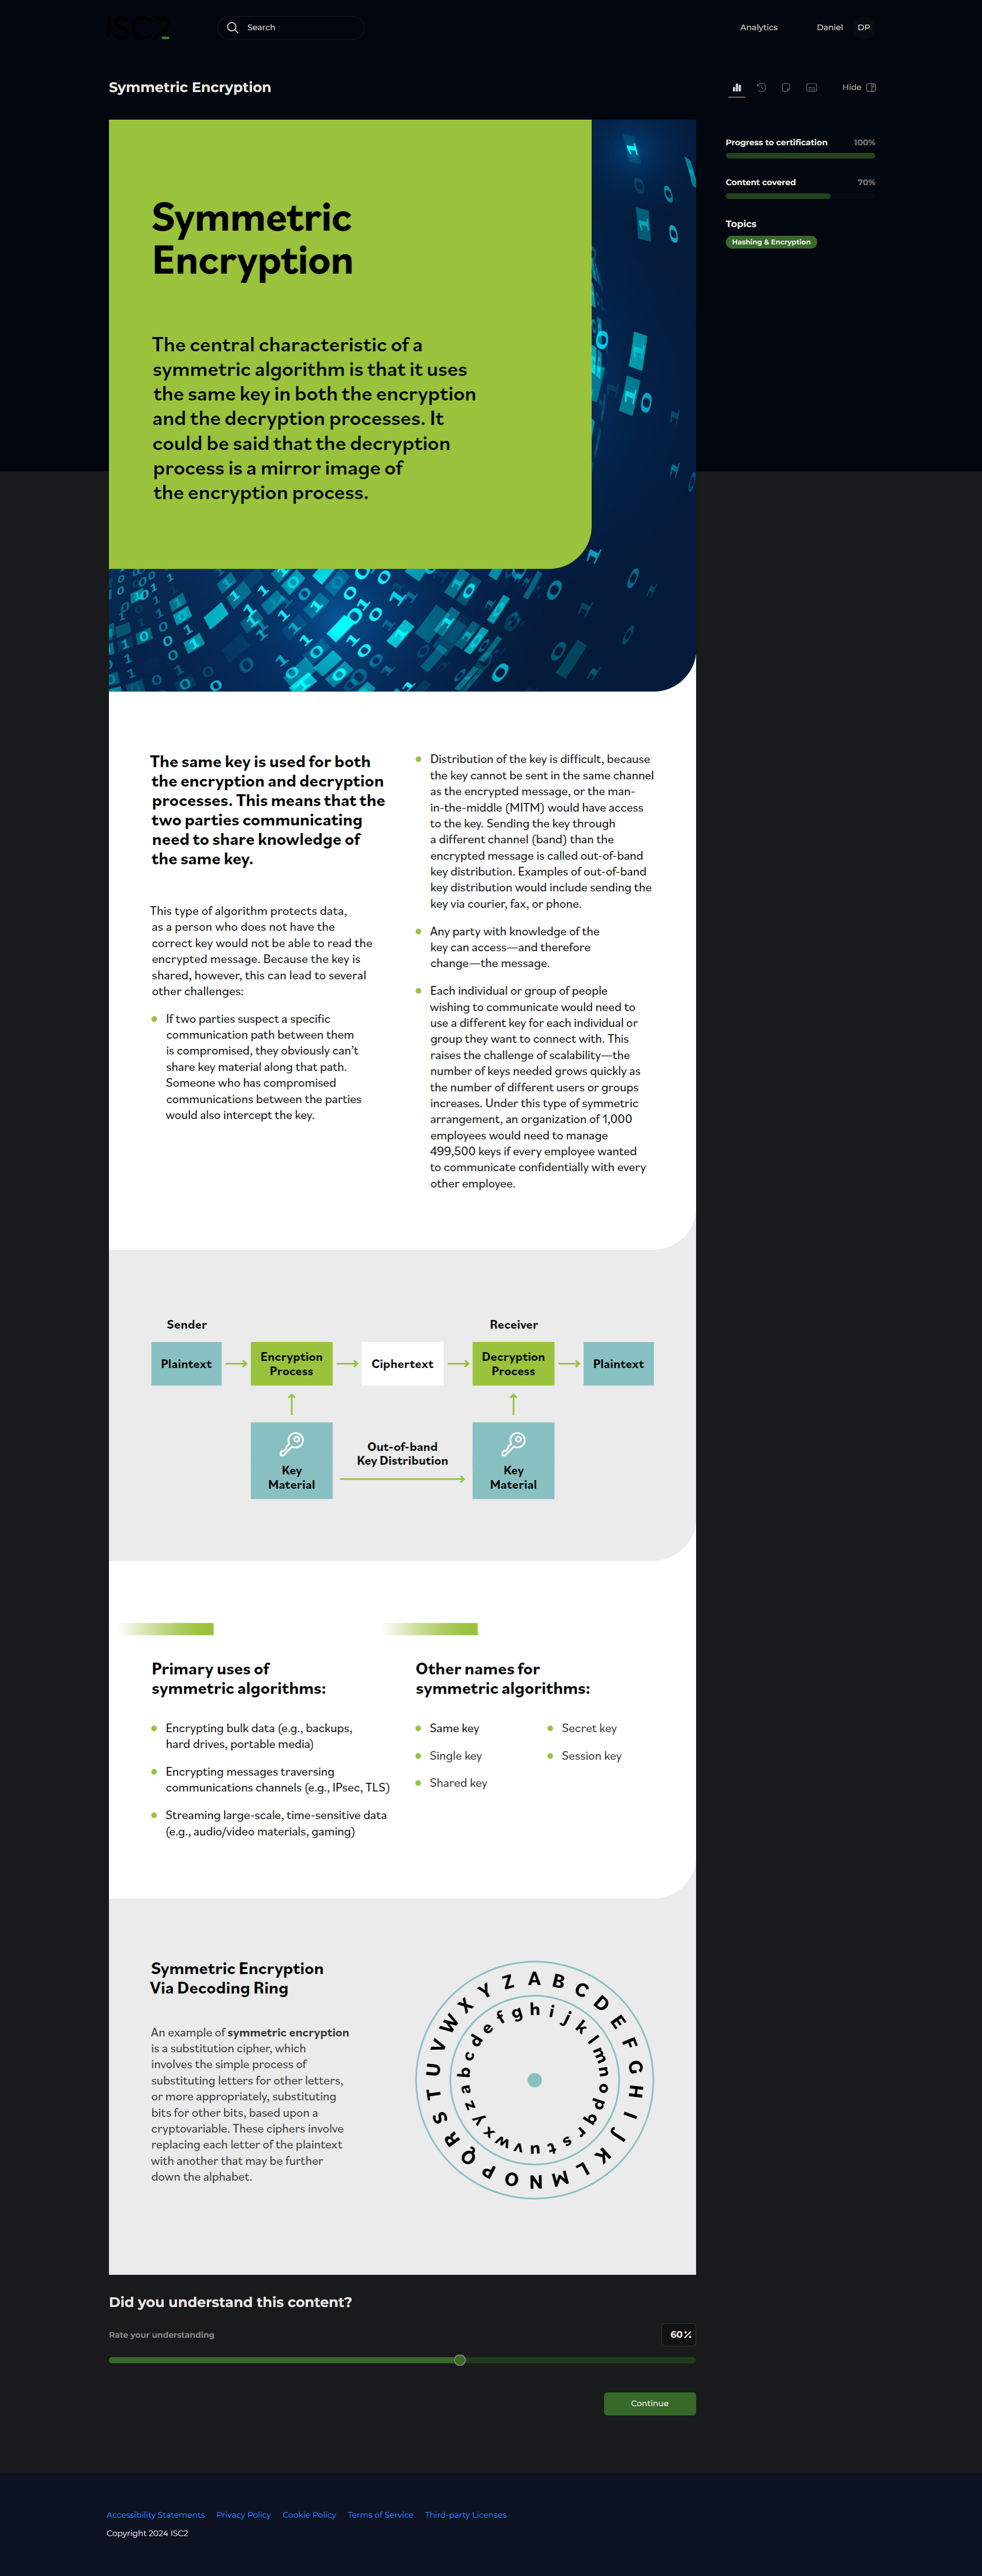 ISC2
Search
Analytics
Daniel
DP
Symmetric Encryption
Hide
Progress to certification 100%
Content covered 70%
Topics
Hashing & Encryption
Symmetric
Encryption
The central characteristic of a
symmetric algorithm is that it uses
the same key in both the encryption
and the decryption processes. It
could be said that the decryption
process is a mirror image of
the encryption process.
The same key is used for both
the encryption and decryption
processes. This means that the
two parties communicating
need to share knowledge of
the same key.
This type of algorithm protects data,
as a person who does not have the
correct key would not be able to read the
encrypted message. Because the key is
shared, however, this can lead to several
other challenges:
If two parties suspect a specific
communication path between them
is compromised, they obviously can't
share key material along that path.
Someone who has compromised
communications between the parties
would also intercept the key.
Distribution of the key is difficult, because
the key cannot be sent in the same channel
as the encrypted message, or the man-
in-the-middle (MITM) would have access
to the key. Sending the key through
a different channel (band) than the
encrypted message is called out-of-band
key distribution. Examples of out-of-band
key distribution would include sending the
key via courier, fax, or phone.
Any party with knowledge of the
key can access—and therefore
change—the message.
Each individual or group of people
wishing to communicate would need to
use a different key for each individual or
group they want to connect with. This
raises the challenge of scalability—the
number of keys needed grows quickly as
the number of different users or groups
increases. Under this type of symmetric
arrangement, an organization of 1,000
employees would need to manage
499,500 keys if every employee wanted
to communicate confidentially with every
other employee.
Sender
Receiver
Plaintext
Encryption
Process
Ciphertext
Decryption
Process
Plaintext
Key
Material
Out-of-band
Key Distribution
Key
Material
Primary uses of
symmetric algorithms:
Encrypting bulk data (e.g., backups,
hard drives, portable media)
Encrypting messages traversing
communications channels (e.g., IPsec, TLS)
Streaming large-scale, time-sensitive data
(e.g., audio/video materials, gaming)
Other names for
symmetric algorithms:
Same key
Single key
Shared key
Secret key
Session key
Symmetric Encryption
Via Decoding Ring
An example of symmetric encryption
is a substitution cipher, which
involves the simple process of
substituting letters for other letters,
or more appropriately, substituting
bits for other bits, based upon a
cryptovariable. These ciphers involve
replacing each letter of the plaintext
with another that may be further
down the alphabet.
A B C D E F G H I J K L M N O P Q R S T U V W X Y Z
a b c d e f g h i j k l m n o p q r s t u v w x y z
Did you understand this content?
Rate your understanding
60%
Continue
Accessibility Statements Privacy Policy Cookie Policy Terms of Service Third-party Licenses
Copyright 2024 ISC2